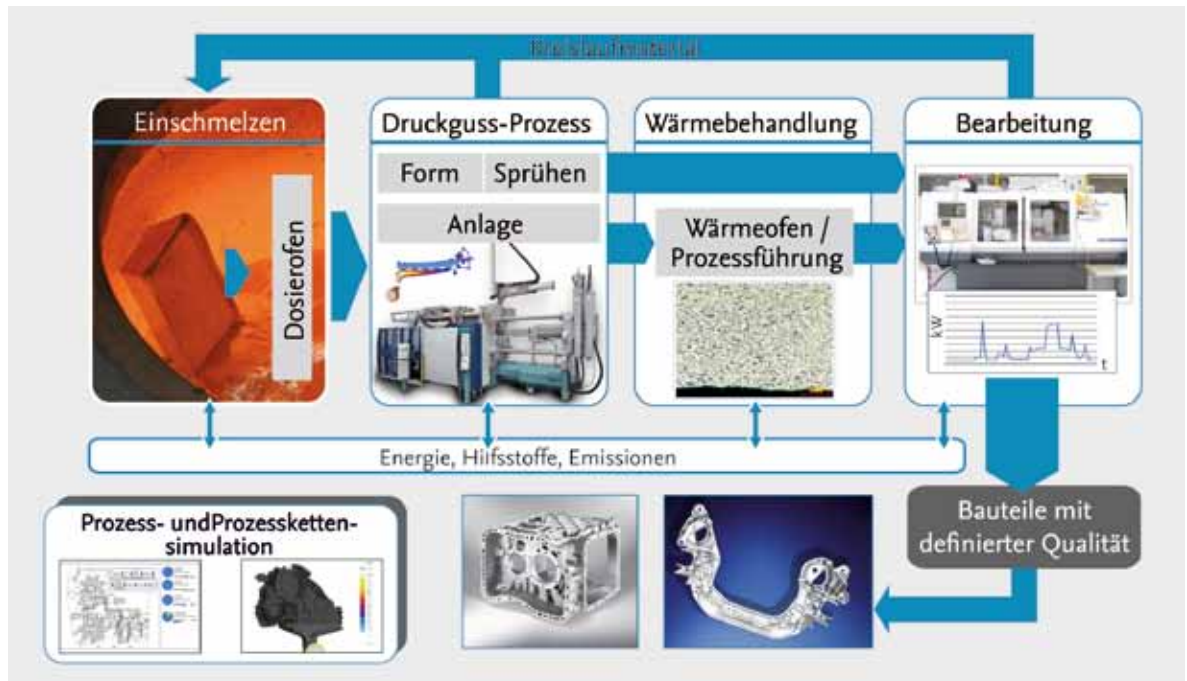 Kreislaufmaterial
Einschmelzen
Dosierofen
Druckguss-Prozess
Form
Sprühen
Anlage
Wärmebehandlung
Wärmeofen /
Prozessführung
Bearbeitung
kW
t
Energie, Hilfsstoffe, Emissionen
Prozess- undProzessketten-
simulation
Bauteile mit
definierter Qualität